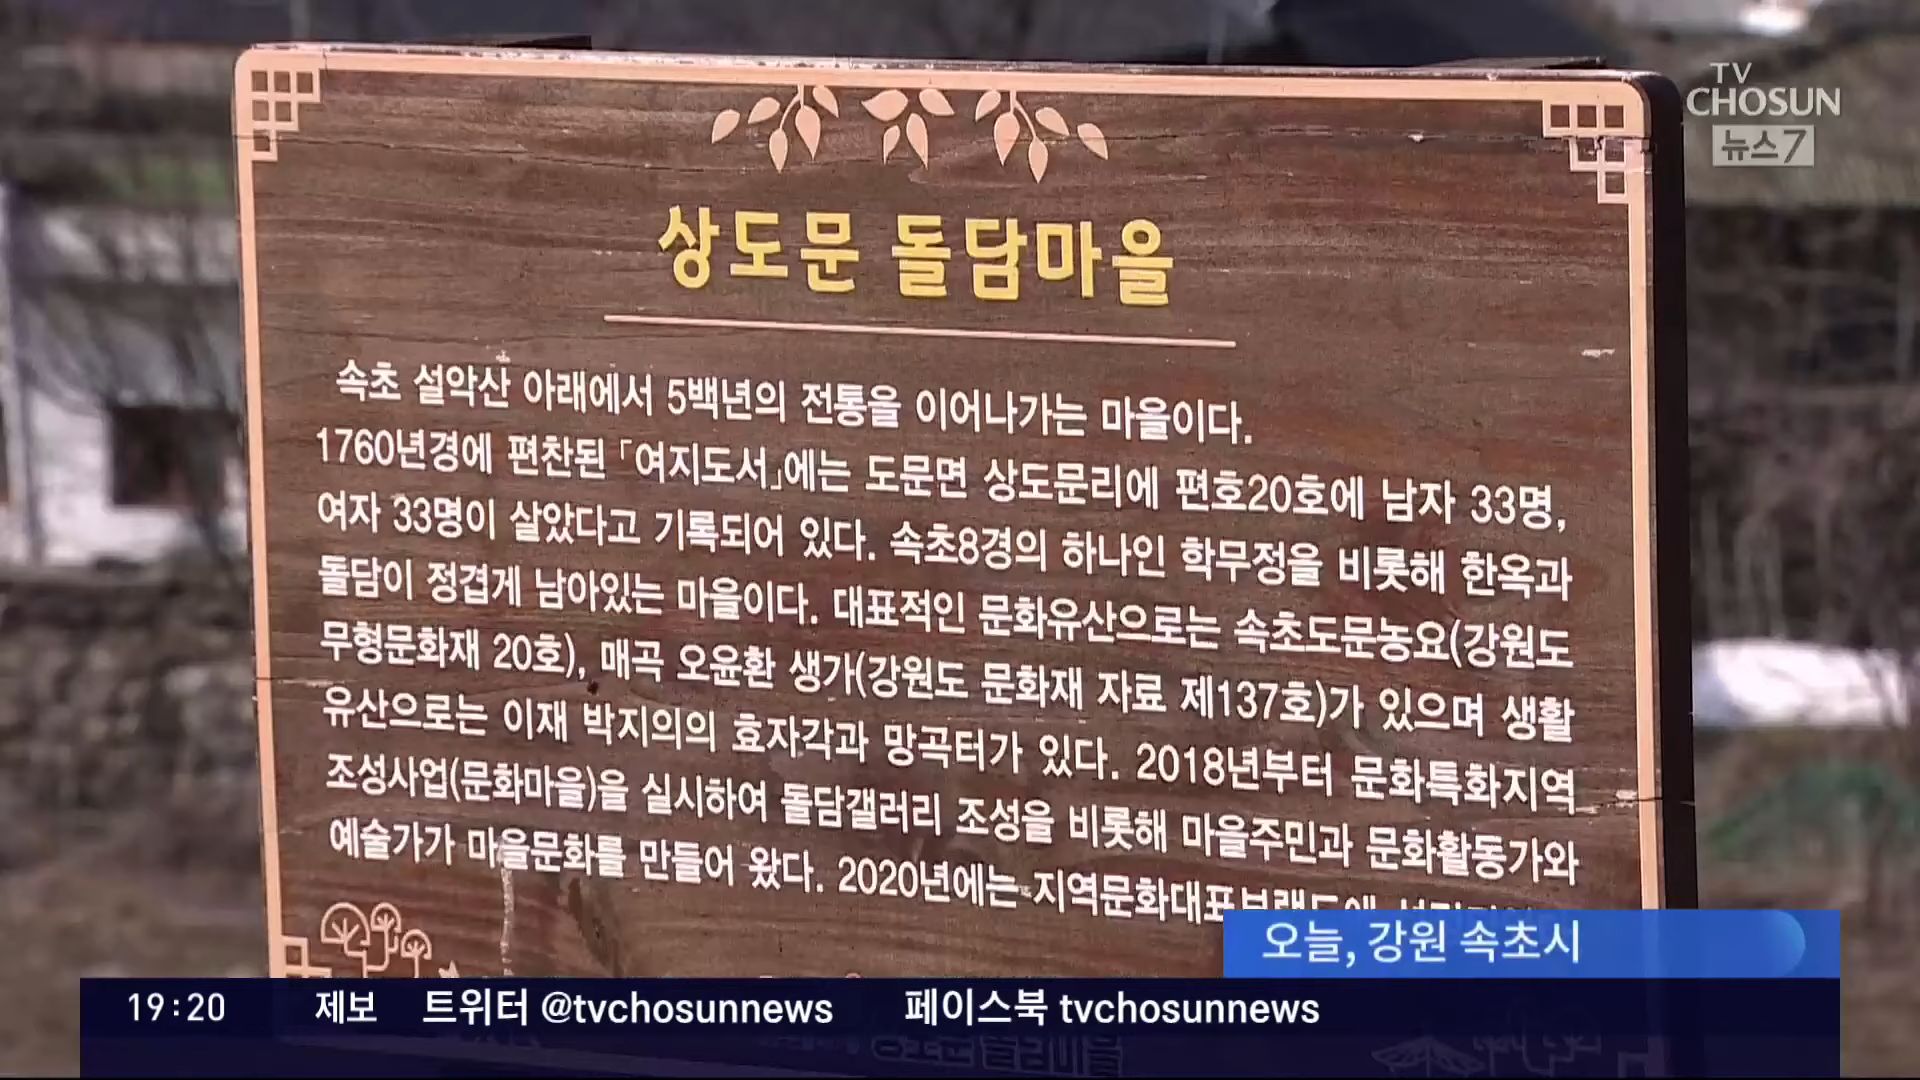 TV
CHOSUN
뉴스7
상도문 돌담마을
속초 설악산 아래에서 5백년의 전통을 이어나가는 마을이다.
1760년경에 편찬된 「여지도서」에는 도문면 상도문리에 편호20호에 남자 33명,
여자 33명이 살았다고 기록되어 있다. 속초8경의 하나인 학무정을 비롯해 한옥과
돌담이 정겹게 남아있는 마을이다. 대표적인 문화유산으로는 속초도문농요(강원도
무형문화재 20호), 매곡 오윤환 생가(강원도 문화재 자료 제137호)가 있으며 생활
유산으로는 이재 박지의의 효자각과 망곡터가 있다. 2018년부터 문화특화지역
조성사업(문화마을)을 실시하여 돌담갤러리 조성을 비롯해 마을주민과 문화활동가와
예술가가 마을문화를 만들어 왔다. 2020년에는 지역문화대표브랜드에
오늘, 강원 속초시
19:20 제보 트위터 @tvchosunnews 페이스북 tvchosunnews